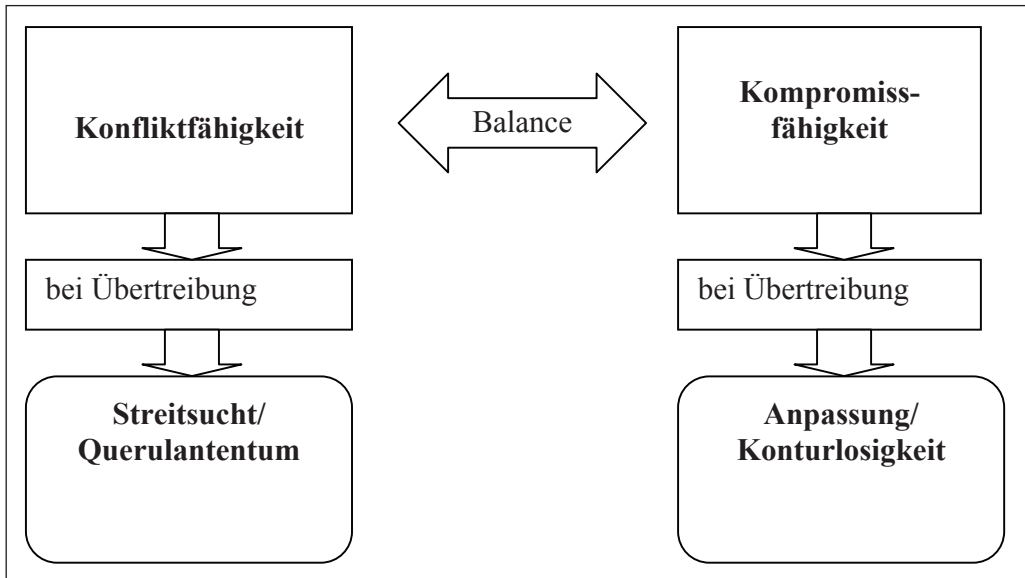 Konfliktfähigkeit
Balance
Kompromiss-
fähigkeit
bei Übertreibung
bei Übertreibung
Streitsucht/
Querulantentum
Anpassung/
Konturlosigkeit